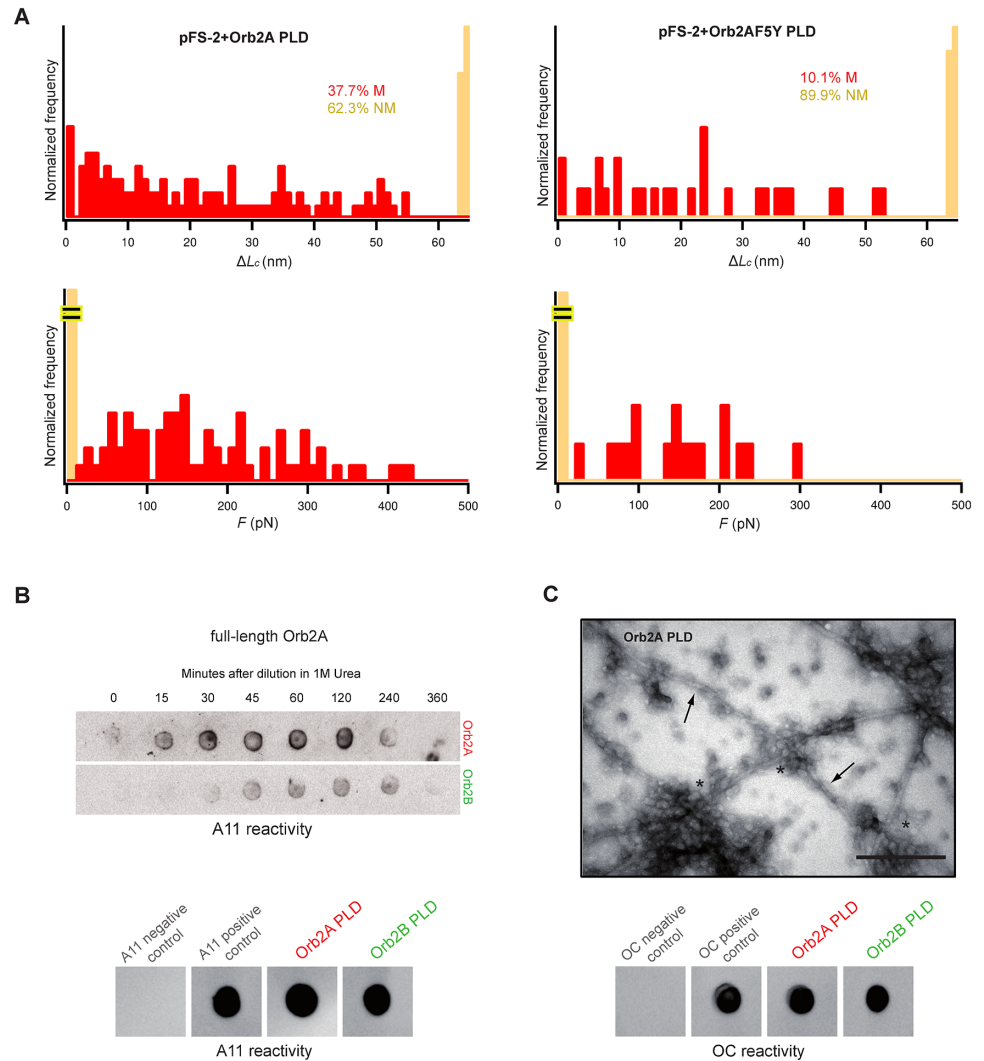 A
pFS-2+Orb2A PLD
37.7% M
62.3% NM
Normalized frequency
0 10 20 30 40 50 60
ΔLc (nm)
pFS-2+Orb2AF5Y PLD
10.1% M
89.9% NM
Normalized frequency
0 10 20 30 40 50 60
ΔLc (nm)
Normalized frequency
0 100 200 300 400 500
F (pN)
Normalized frequency
0 100 200 300 400 500
F (pN)
B
full-length Orb2A
Minutes after dilution in 1M Urea
0 15 30 45 60 120 240 360
Orb2A
Orb2B
A11 reactivity
A11 negative
control
A11 positive
control
Orb2A PLD
Orb2B PLD
A11 reactivity
C
Orb2A PLD
*
*
*
OC negative
control
OC positive
control
Orb2A PLD
Orb2B PLD
OC reactivity